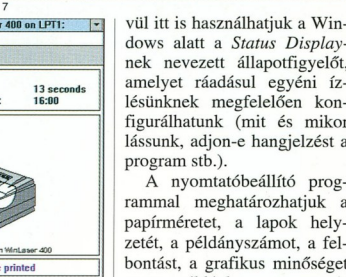 7
400 on LPT1:
13 seconds
16:00
WinLaser 400
printed
vül itt is használhatjuk a Win-
dows alatt a Status Display-
nek nevezett állapotfigyelőt,
amelyet ráadásul egyéni íz-
lésünknek megfelelően kon-
figurálhatunk (mit és mikor
lássunk, adjon-e hangjelzést a
program stb.).
A nyomtatóbeállító prog-
rammal meghatározhatjuk a
papírméretet, a lapok hely-
zetét, a példányszámot, a fel-
bontást, a grafikus minőséget